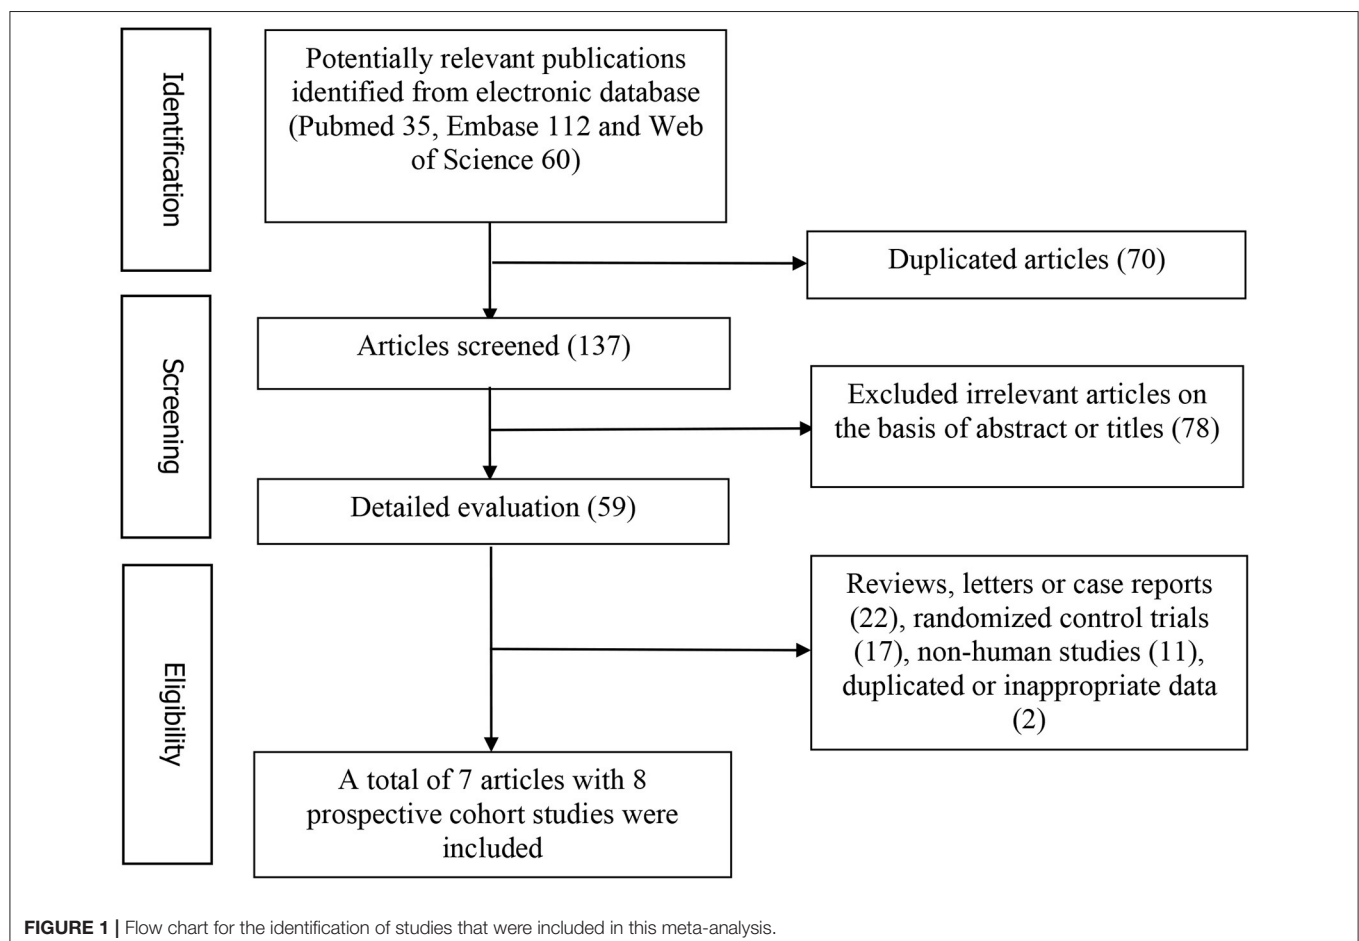 Identification
Potentially relevant publications
identified from electronic database
(Pubmed 35, Embase 112 and Web
of Science 60)
Duplicated articles (70)
Screening
Articles screened (137)
Excluded irrelevant articles on
the basis of abstract or titles (78)
Detailed evaluation (59)
Eligibility
Reviews, letters or case reports
(22), randomized control trials
(17), non-human studies (11),
duplicated or inappropriate data
(2)
A total of 7 articles with 8
prospective cohort studies were
included
FIGURE 1 | Flow chart for the identification of studies that were included in this meta-analysis.